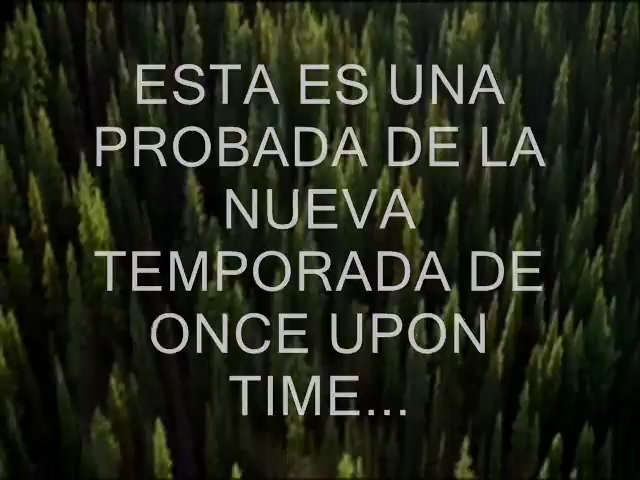 ESTA ES UNA
PROBADA DE LA
NUEVA
TEMPORADA DE
ONCE UPON
TIME...